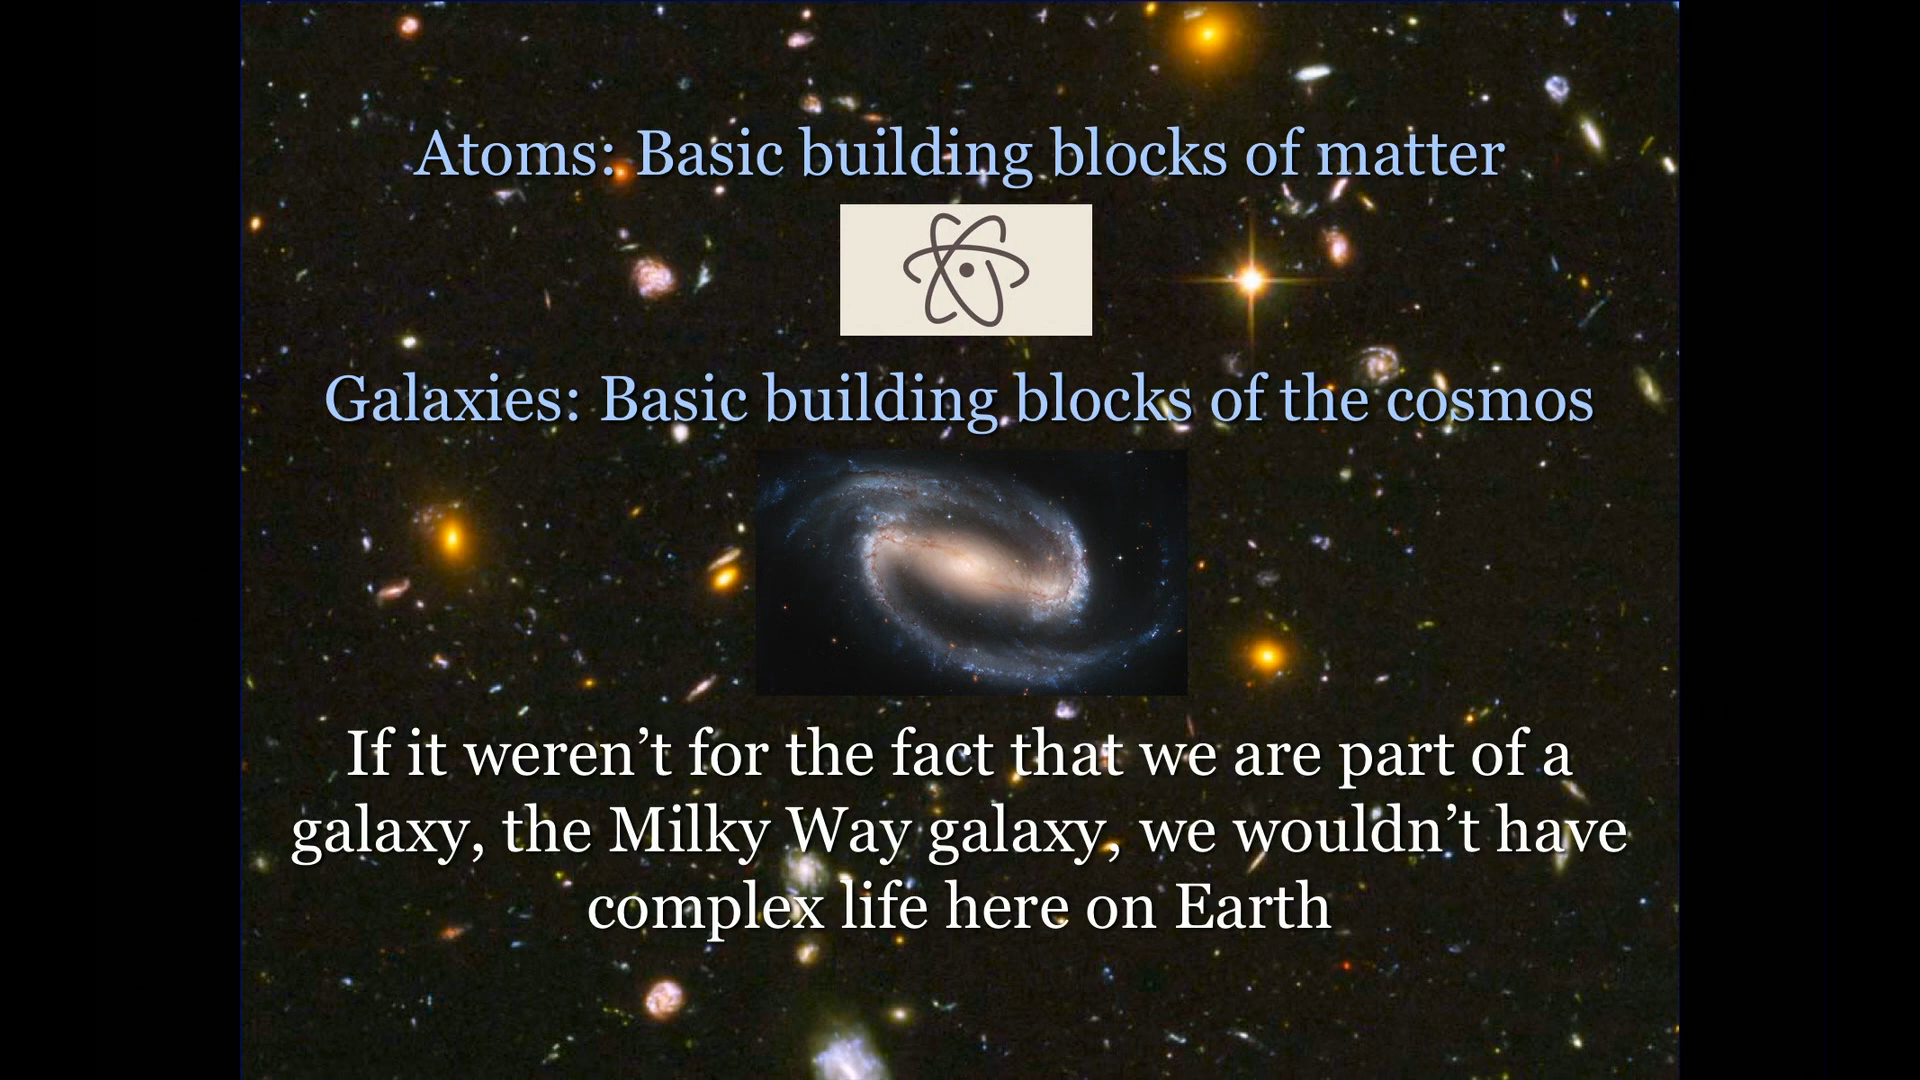 Atoms: Basic building blocks of matter
Galaxies: Basic building blocks of the cosmos
If it weren’t for the fact that we are part of a
galaxy, the Milky Way galaxy, we wouldn’t have
complex life here on Earth